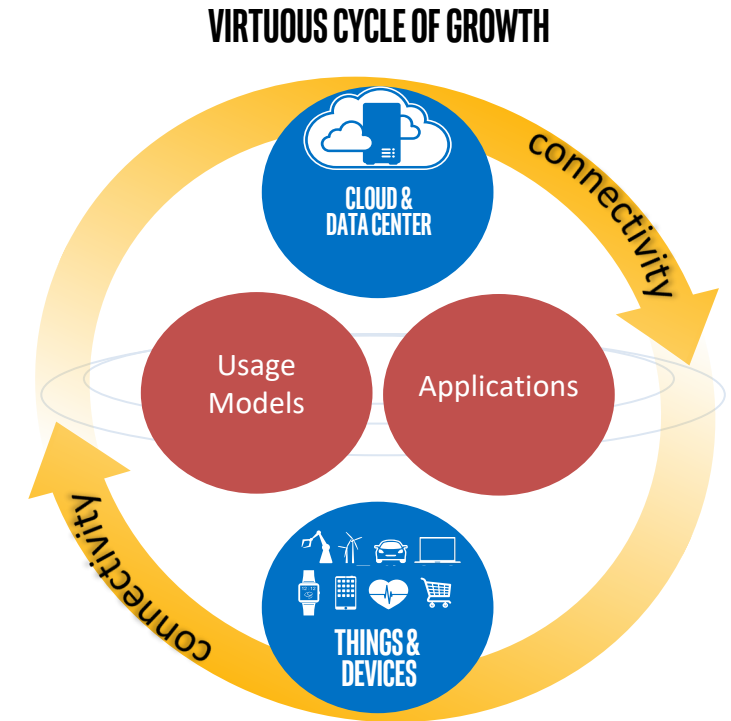 VIRTUOUS CYCLE OF GROWTH
CLOUD &
DATA CENTER
connectivity
Usage
Models
Applications
connectivity
THINGS &
DEVICES